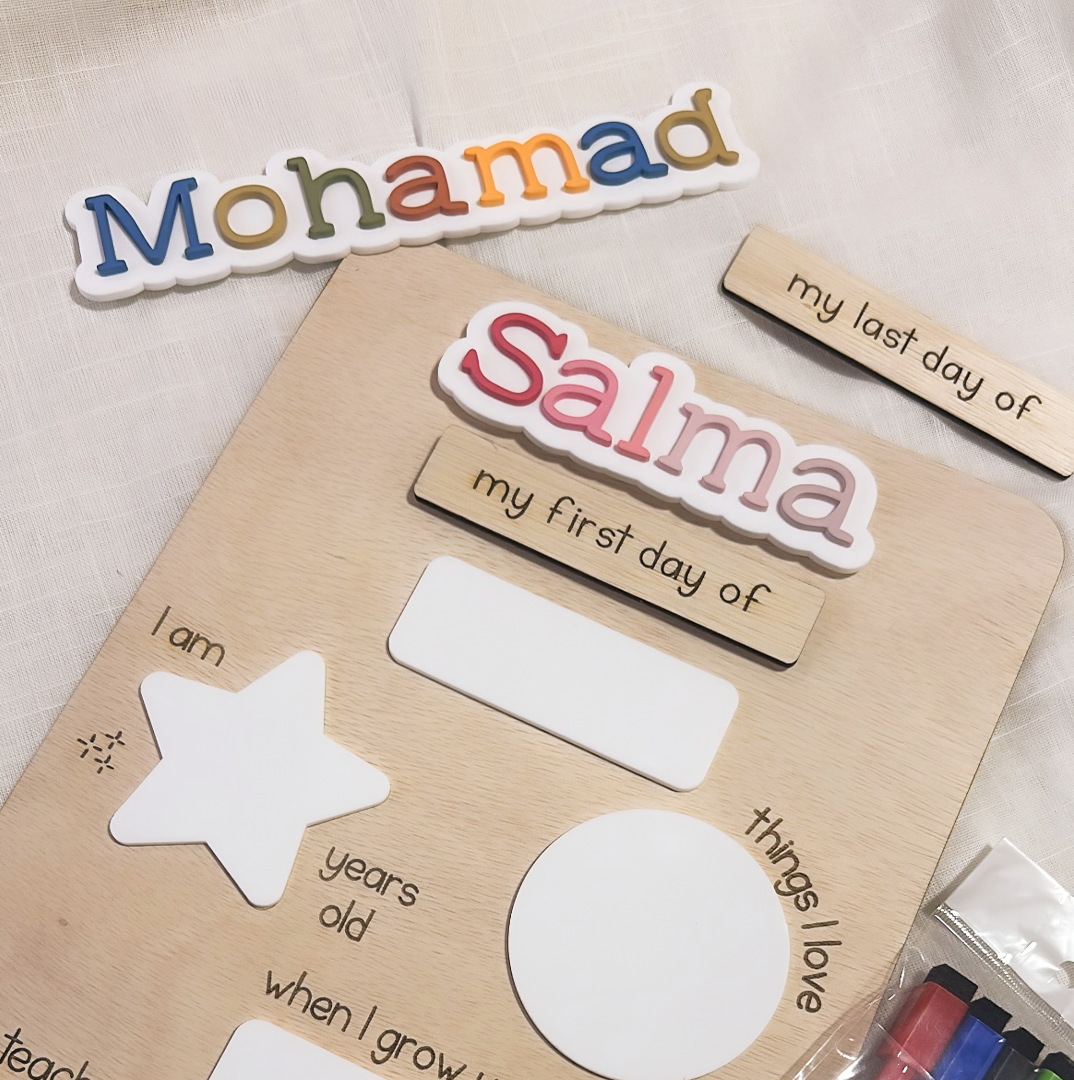 Mohamad
my last day of
Salma
my first day of
I am
years
old
things I love
when I grow